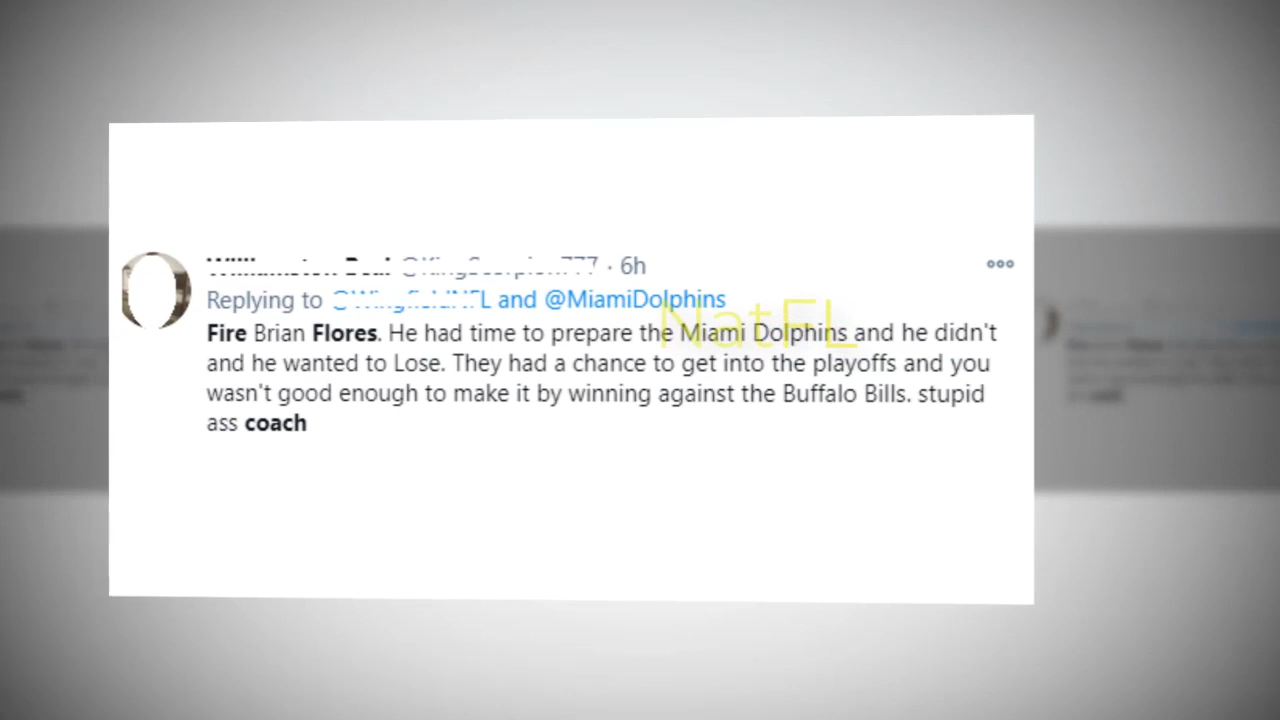 · 6h
Replying to and @MiamiDolphins
NatFL
Fire Brian Flores. He had time to prepare the Miami Dolphins and he didn't
and he wanted to Lose. They had a chance to get into the playoffs and you
wasn't good enough to make it by winning against the Buffalo Bills. stupid
ass coach